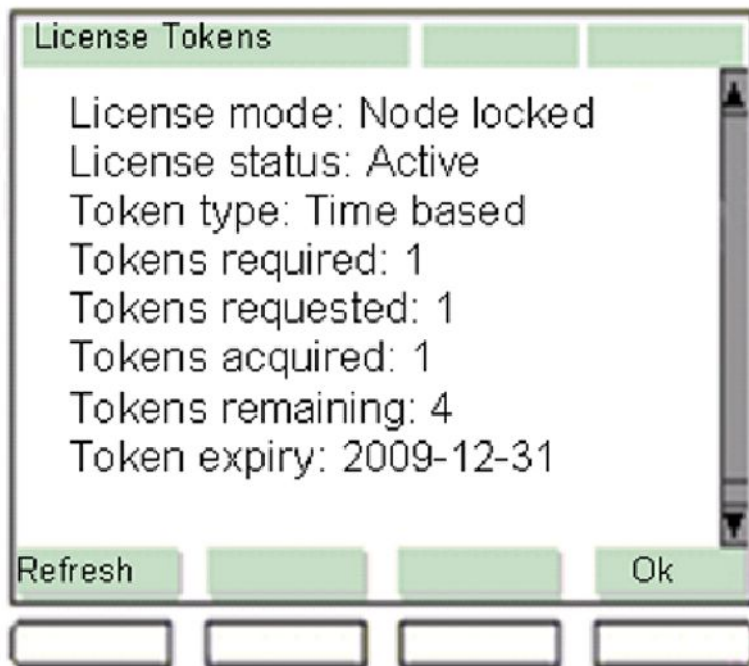 License Tokens
License mode: Node locked
License status: Active
Token type: Time based
Tokens required: 1
Tokens requested: 1
Tokens acquired: 1
Tokens remaining: 4
Token expiry: 2009-12-31
Refresh
Ok